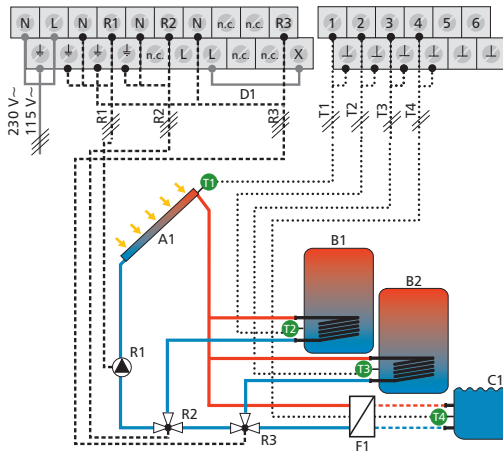 N L N R1 N R2 N n.c. n.c. R3
n.c. L L n.c. n.c. X
1 2 3 4 5 6
D1
230 V~
115 V~
R1
R2
R3
T1
T2
T3
T4
T1
A1
B1
B2
T2
T3
C1
T4
R1
R2
R3
F1